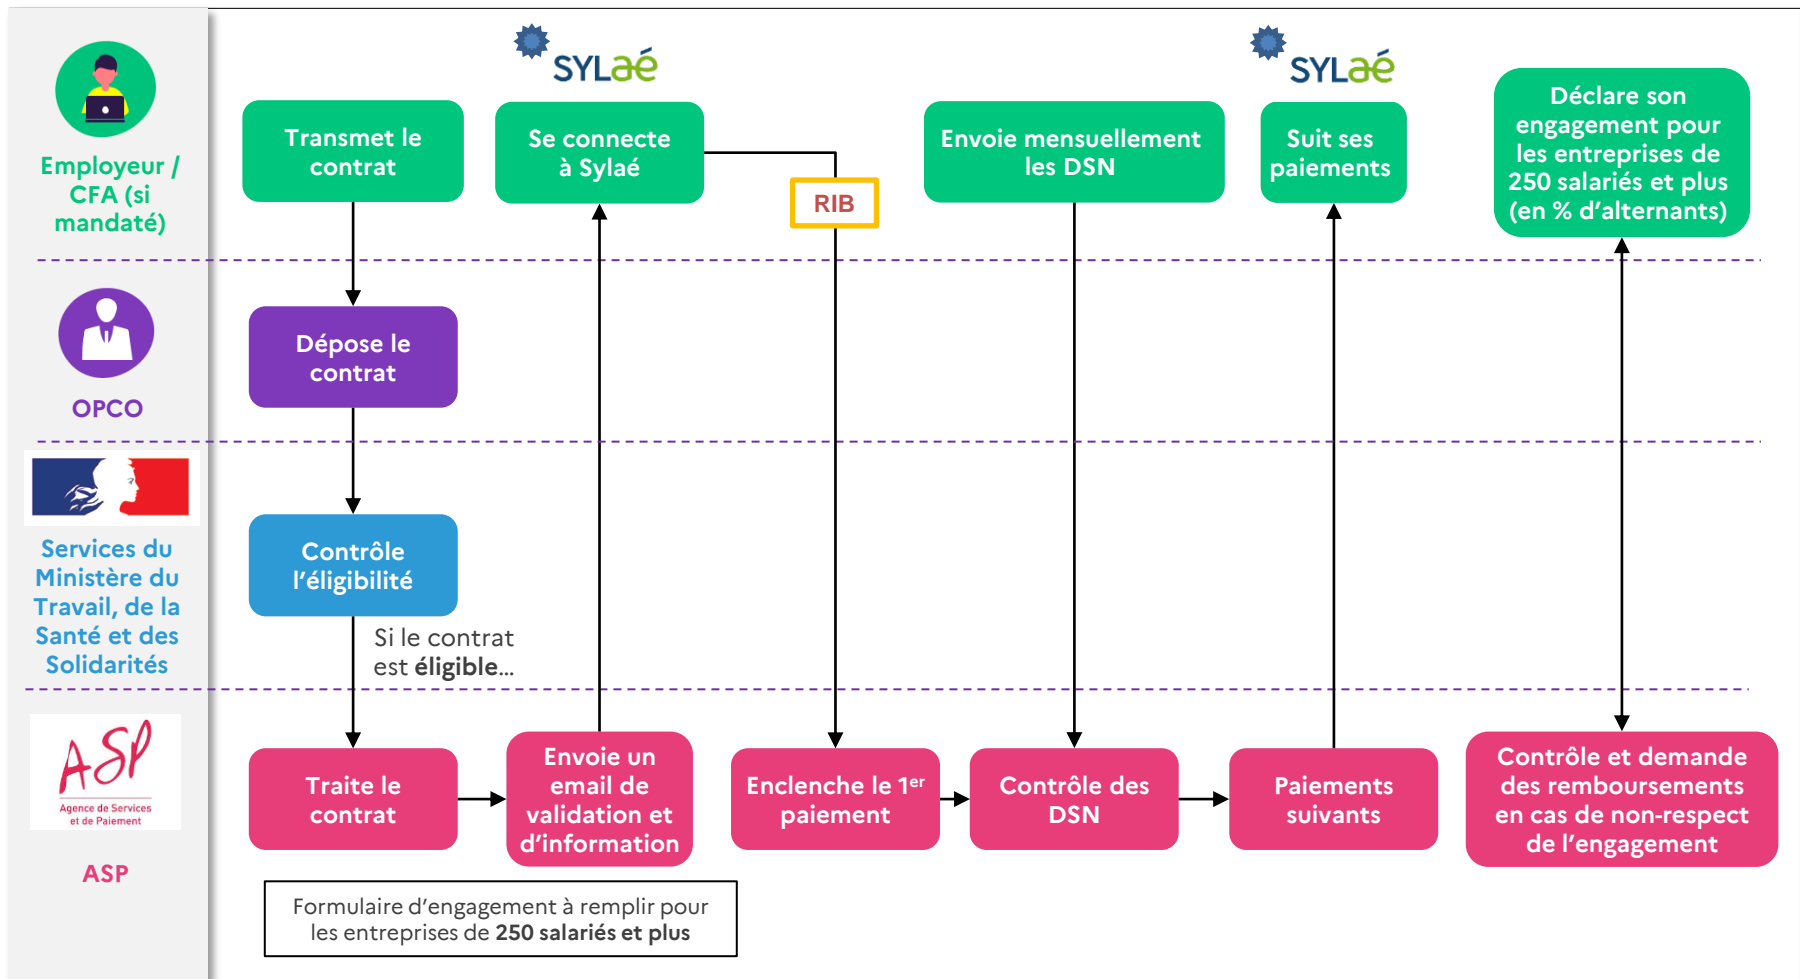 SYLaé
SYLaé
Employeur /
CFA (si
mandaté)
Transmet le
contrat
Se connecte
à Sylaé
RIB
Envoie mensuellement
les DSN
Suit ses
paiements
Déclare son
engagement pour
les entreprises de
250 salariés et plus
(en % d’alternants)
OPCO
Dépose le
contrat
Services du
Ministère du
Travail, de la
Santé et des
Solidarités
Contrôle
l’éligibilité
Si le contrat
est éligible...
ASP
Agence de Services
et de Paiement
ASP
Traite le
contrat
Envoie un
email de
validation et
d’information
Enclenche le 1er
paiement
Contrôle des
DSN
Paiements
suivants
Contrôle et demande
des remboursements
en cas de non-respect
de l’engagement
Formulaire d’engagement à remplir pour
les entreprises de 250 salariés et plus